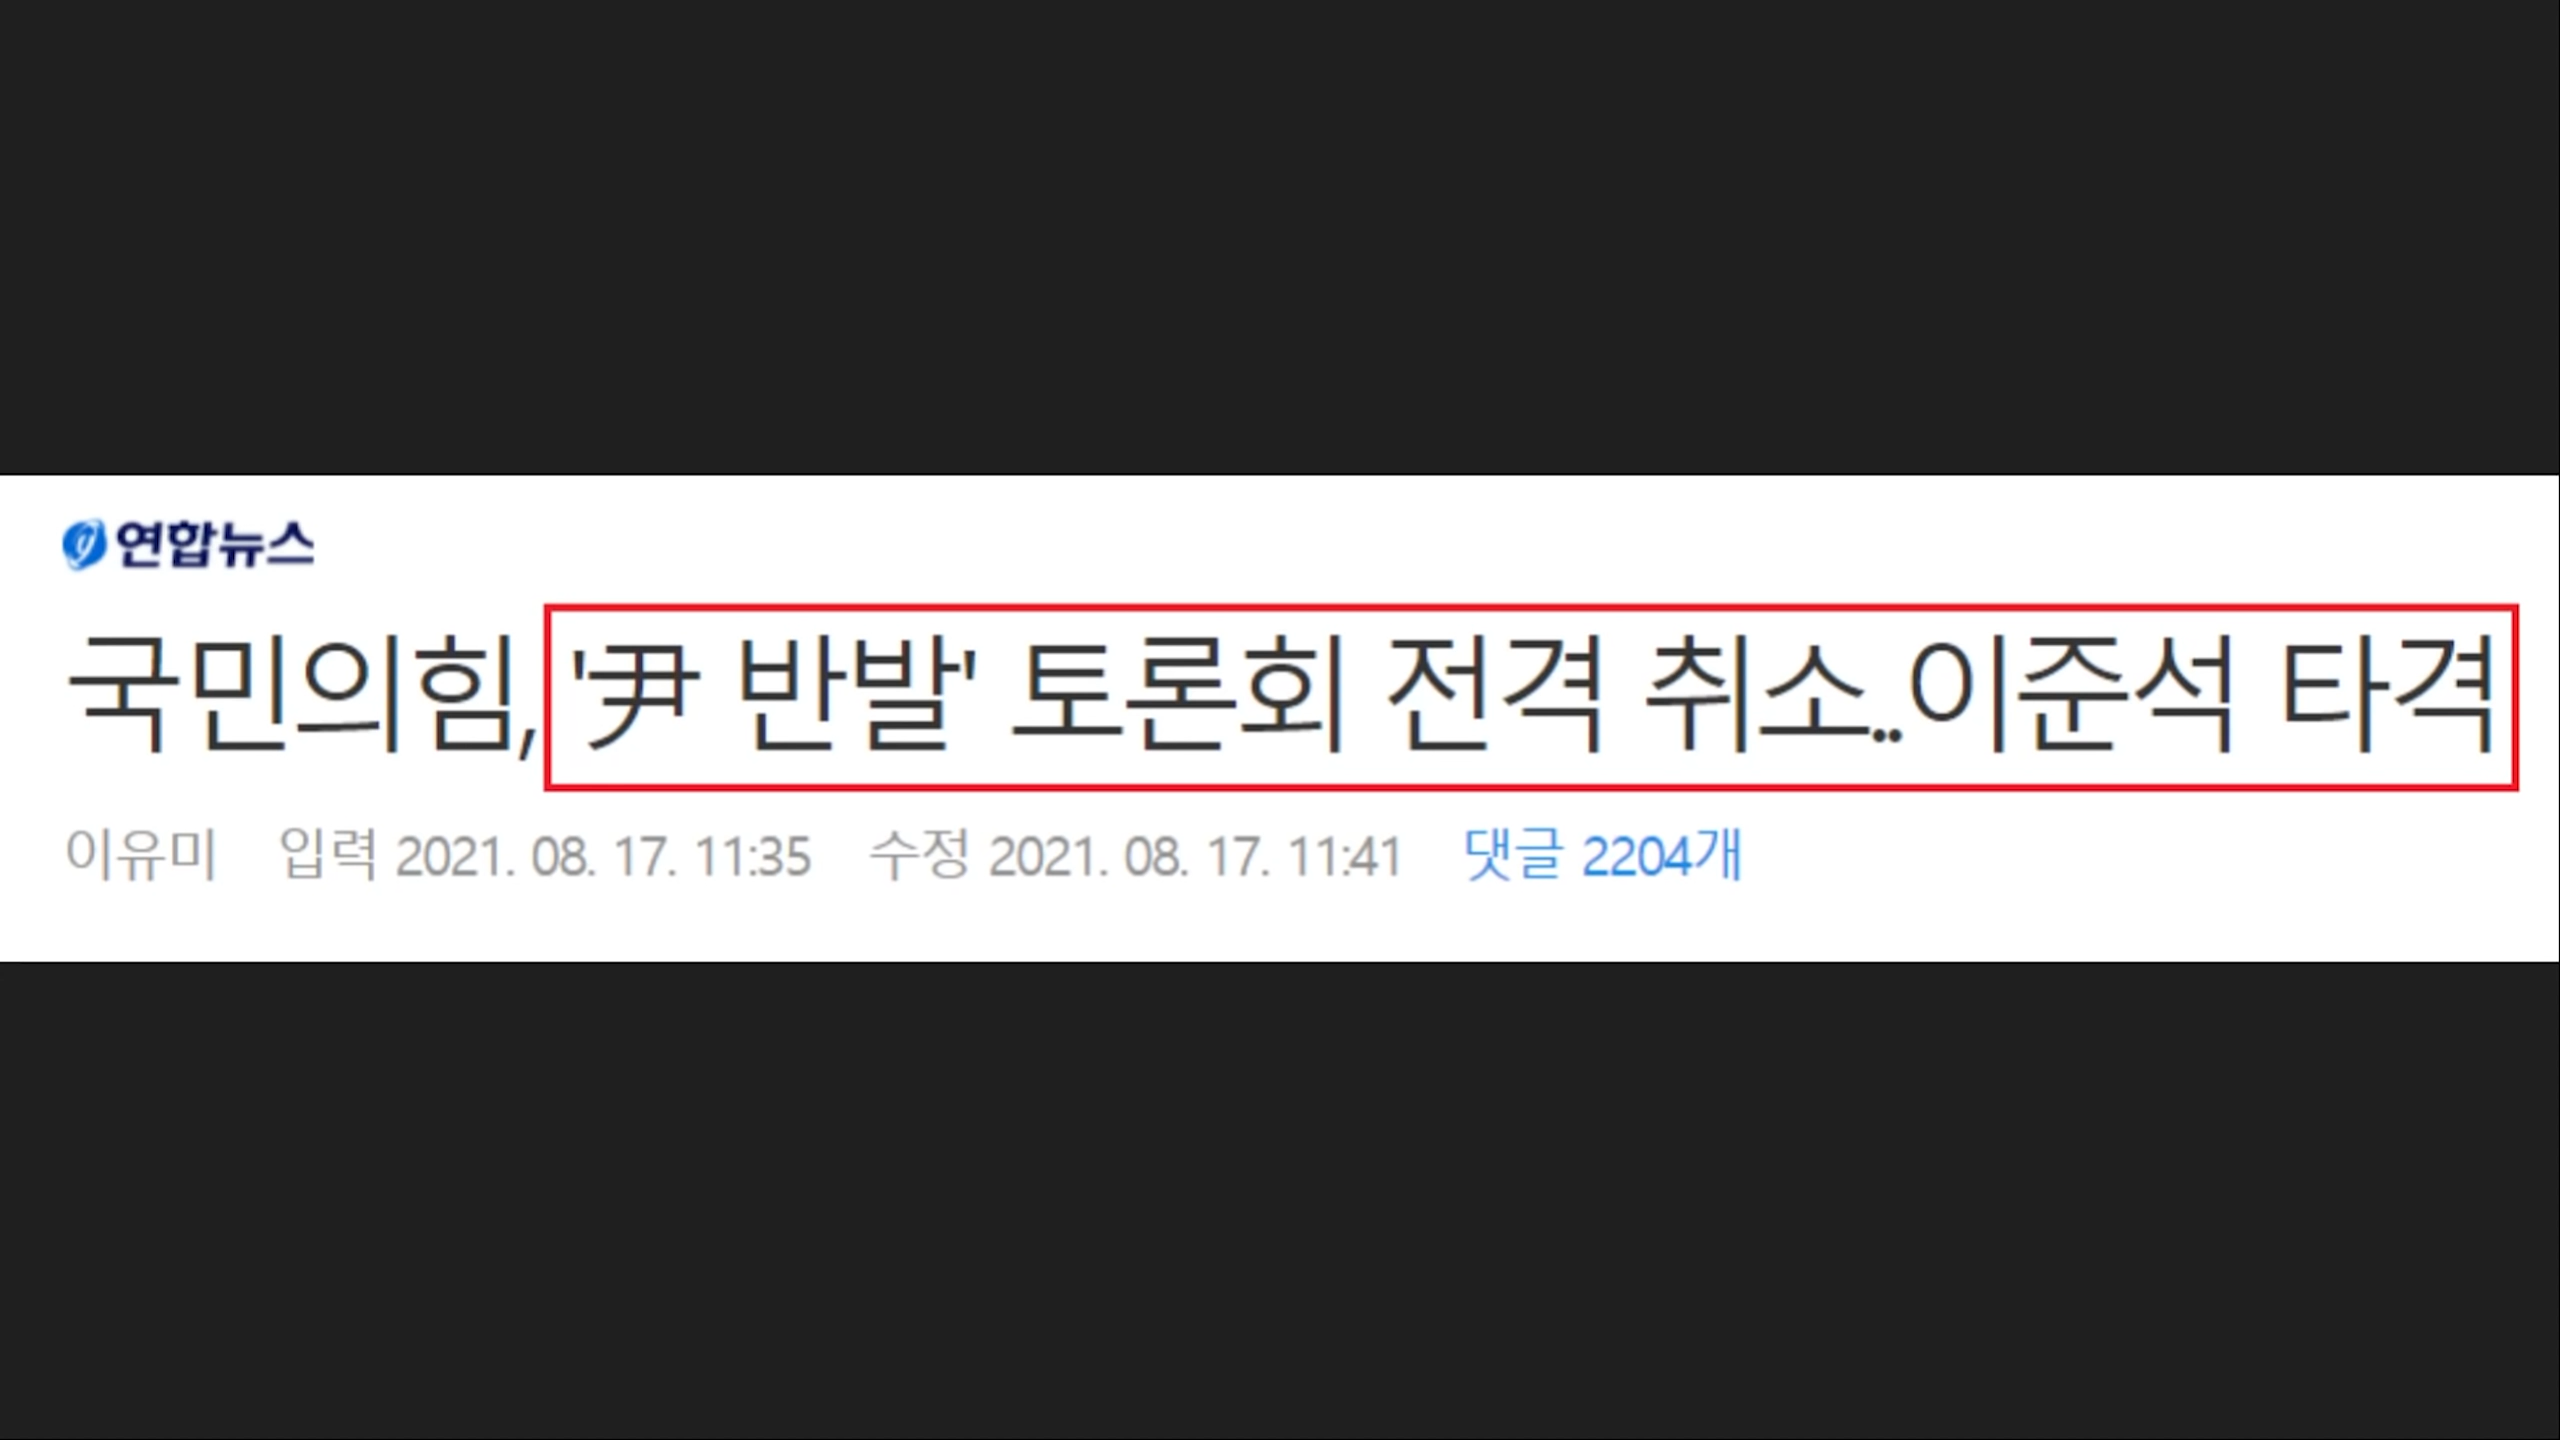 연합뉴스
국민의힘, '尹 반발' 토론회 전격 취소..이준석 타격
이유미 입력 2021. 08. 17. 11:35 수정 2021. 08. 17. 11:41 댓글 2204개